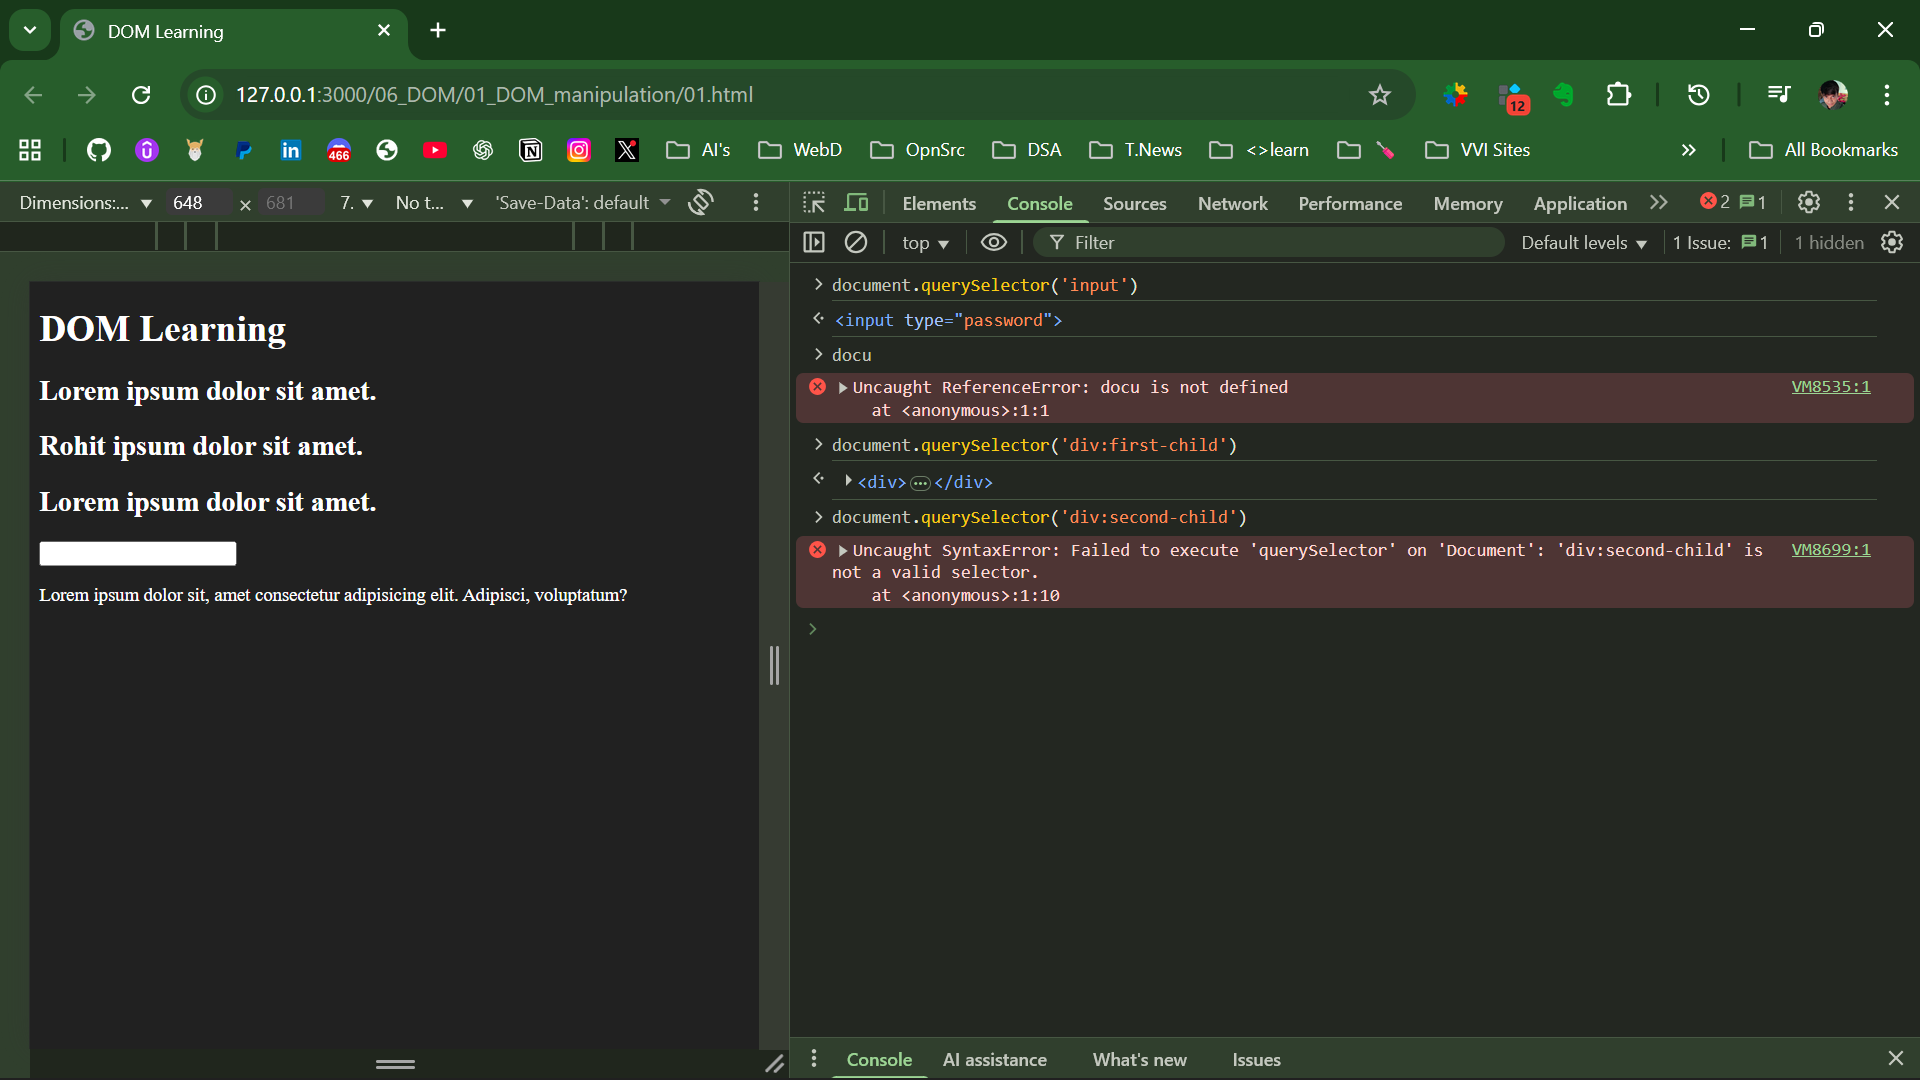 DOM Learning
127.0.0.1:3000/06_DOM/01_DOM_manipulation/01.html
12
466
AI's
WebD
OpnSrc
DSA
T.News
<>learn
VVI Sites
All Bookmarks
Dimensions:...
648
×
681
7.
No t...
'Save-Data': default
Elements
Console
Sources
Network
Performance
Memory
Application
2
1
top
Filter
Default levels
1 Issue:
1
1 hidden
DOM Learning
Lorem ipsum dolor sit amet.
Rohit ipsum dolor sit amet.
Lorem ipsum dolor sit amet.
Lorem ipsum dolor sit, amet consectetur adipisicing elit. Adipisci, voluptatum?
document.querySelector('input')
<input type="password">
docu
Uncaught ReferenceError: docu is not defined
VM8535:1
at <anonymous>:1:1
document.querySelector('div:first-child')
<div>…</div>
document.querySelector('div:second-child')
Uncaught SyntaxError: Failed to execute 'querySelector' on 'Document': 'div:second-child' is
VM8699:1
not a valid selector.
at <anonymous>:1:10
Console
AI assistance
What's new
Issues